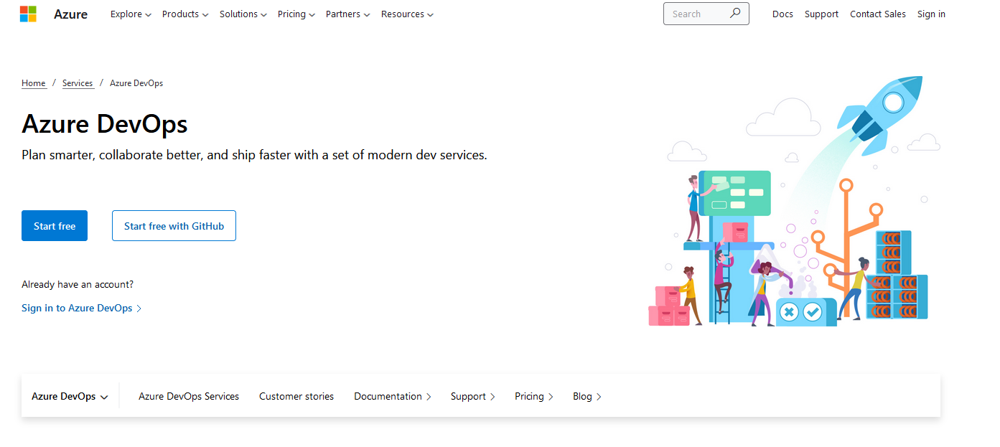 Azure Explore Products Solutions Pricing Partners Resources Search Docs Support Contact Sales Sign in
Home / Services / Azure DevOps
Azure DevOps
Plan smarter, collaborate better, and ship faster with a set of modern dev services.
Start free Start free with GitHub
Already have an account?
Sign in to Azure DevOps
Azure DevOps Azure DevOps Services Customer stories Documentation Support Pricing Blog